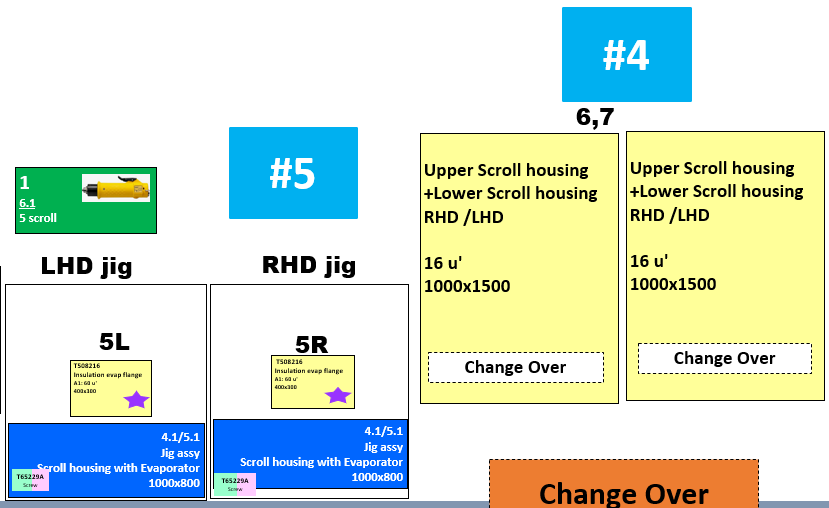 #4
6,7
#5
1
6.1
5 scroll
LHD jig
RHD jig
Upper Scroll housing
+Lower Scroll housing
RHD /LHD
16 u'
1000x1500
Change Over
Upper Scroll housing
+Lower Scroll housing
RHD /LHD
16 u'
1000x1500
Change Over
5L
T508216
Insulation evap flange
A1: 60 u'
400x300
4.1/5.1
Jig assy
Scroll housing with Evaporator
1000x800
T65229A
Screw
5R
T508216
Insulation evap flange
A1: 60 u'
400x300
4.1/5.1
Jig assy
Scroll housing with Evaporator
1000x800
T65229A
Screw
Change Over